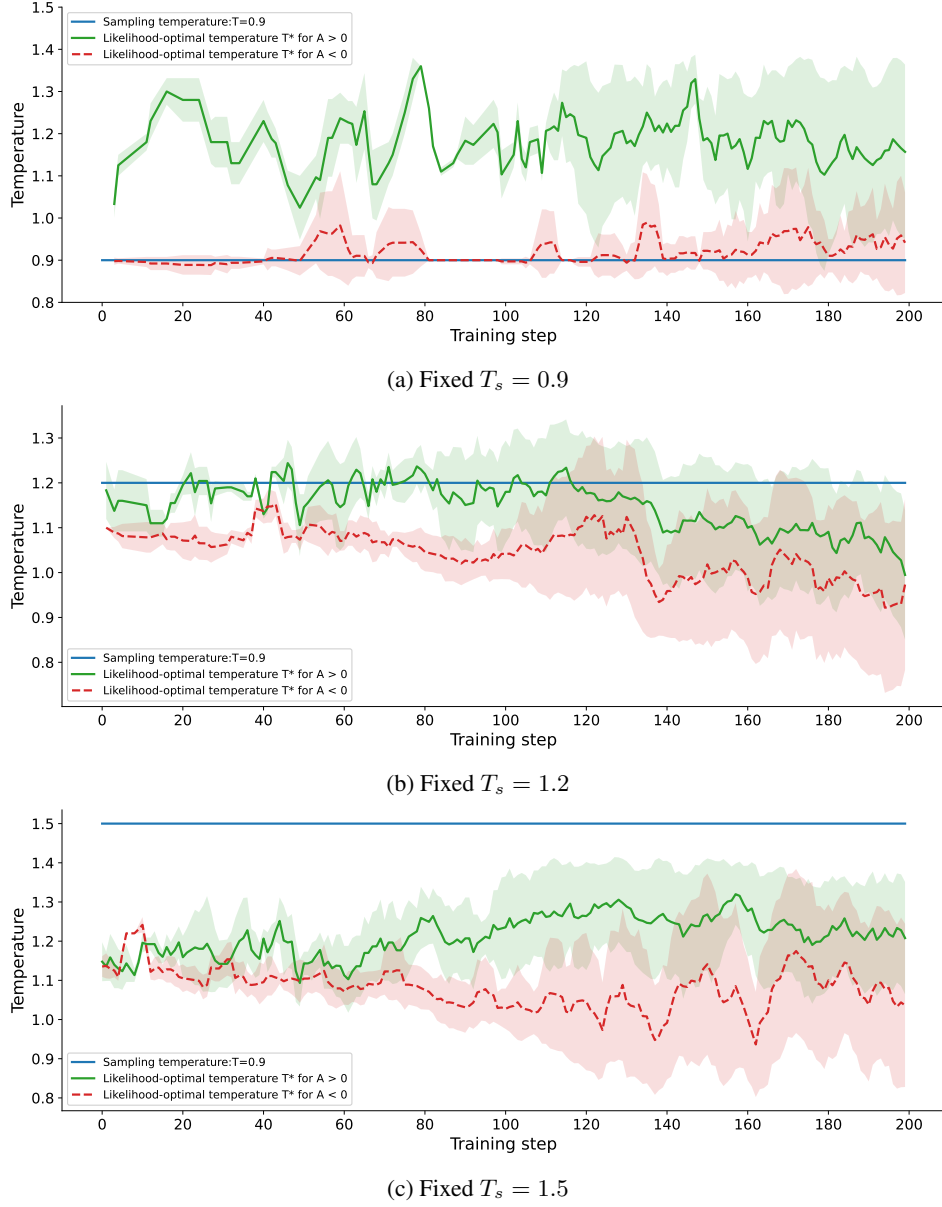 1.5
1.4
1.3
1.2
1.1
1.0
0.9
0.8
Temperature
Sampling temperature:T=0.9
Likelihood-optimal temperature T* for A > 0
Likelihood-optimal temperature T* for A < 0
0 20 40 60 80 100 120 140 160 180 200
Training step
(a) Fixed T_s = 0.9
1.3
1.2
1.1
1.0
0.9
0.8
Temperature
Sampling temperature:T=0.9
Likelihood-optimal temperature T* for A > 0
Likelihood-optimal temperature T* for A < 0
0 20 40 60 80 100 120 140 160 180 200
Training step
(b) Fixed T_s = 1.2
1.5
1.4
1.3
1.2
1.1
1.0
0.9
0.8
Temperature
Sampling temperature:T=0.9
Likelihood-optimal temperature T* for A > 0
Likelihood-optimal temperature T* for A < 0
0 20 40 60 80 100 120 140 160 180 200
Training step
(c) Fixed T_s = 1.5